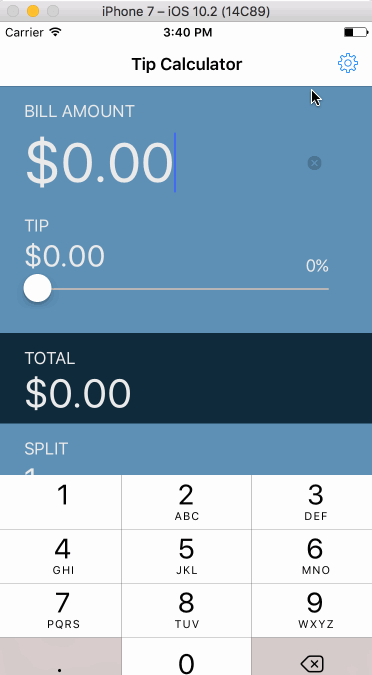 iPhone 7 – iOS 10.2 (14C89)
Carrier 3:40 PM
Tip Calculator
BILL AMOUNT
$0.00
TIP
$0.00
0%
TOTAL
$0.00
SPLIT
1 2 3
ABC DEF
4 5 6
GHI JKL MNO
7 8 9
PQRS TUV WXYZ
. 0